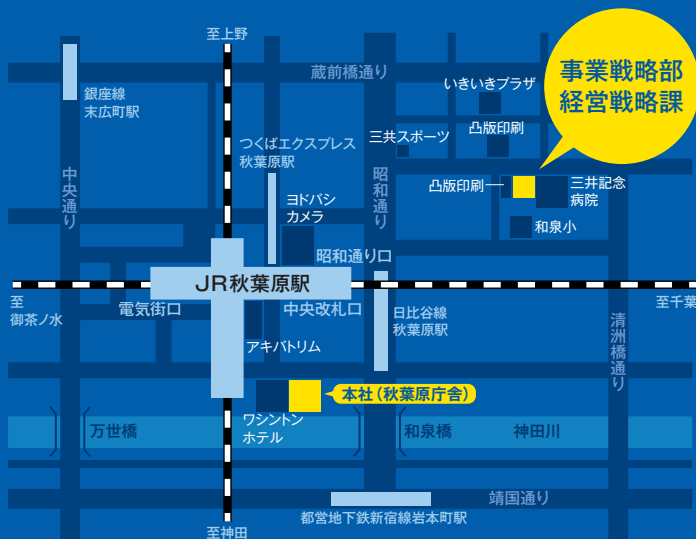 至上野
蔵前橋通り
事業戦略部
経営戦略課
いきいきプラザ
銀座線
末広町駅
凸版印刷
三共スポーツ
つくばエクスプレス
秋葉原駅
中央通り
昭和通り
凸版印刷
三井記念
病院
ヨドバシ
カメラ
和泉小
昭和通り口
JR秋葉原駅
至
御茶ノ水
電気街口
中央改札口
日比谷線
秋葉原駅
至千葉
清洲橋通り
アキバトリム
本社(秋葉原庁舎)
ワシントン
ホテル
万世橋
和泉橋
神田川
靖国通り
都営地下鉄新宿線岩本町駅
至神田